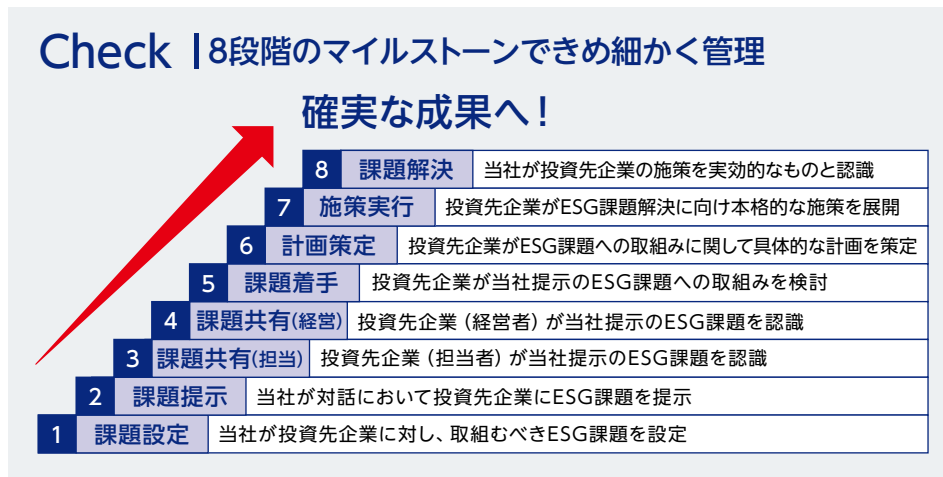 Check | 8段階のマイルストーンできめ細かく管理
確実な成果へ！
8 課題解決 当社が投資先企業の施策を実効的なものと認識
7 施策実行 投資先企業がESG課題解決に向け本格的な施策を展開
6 計画策定 投資先企業がESG課題への取組みに関して具体的な計画を策定
5 課題着手 投資先企業が当社提示のESG課題への取組みを検討
4 課題共有(経営) 投資先企業（経営者）が当社提示のESG課題を認識
3 課題共有(担当) 投資先企業（担当者）が当社提示のESG課題を認識
2 課題提示 当社が対話において投資先企業にESG課題を提示
1 課題設定 当社が投資先企業に対し、取組むべきESG課題を設定